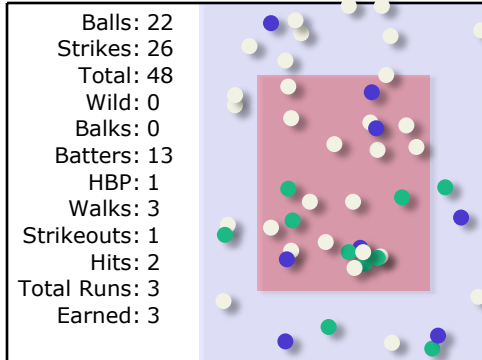 Balls: 22
Strikes: 26
Total: 48
Wild: 0
Balks: 0
Batters: 13
HBP: 1
Walks: 3
Strikeouts: 1
Hits: 2
Total Runs: 3
Earned: 3